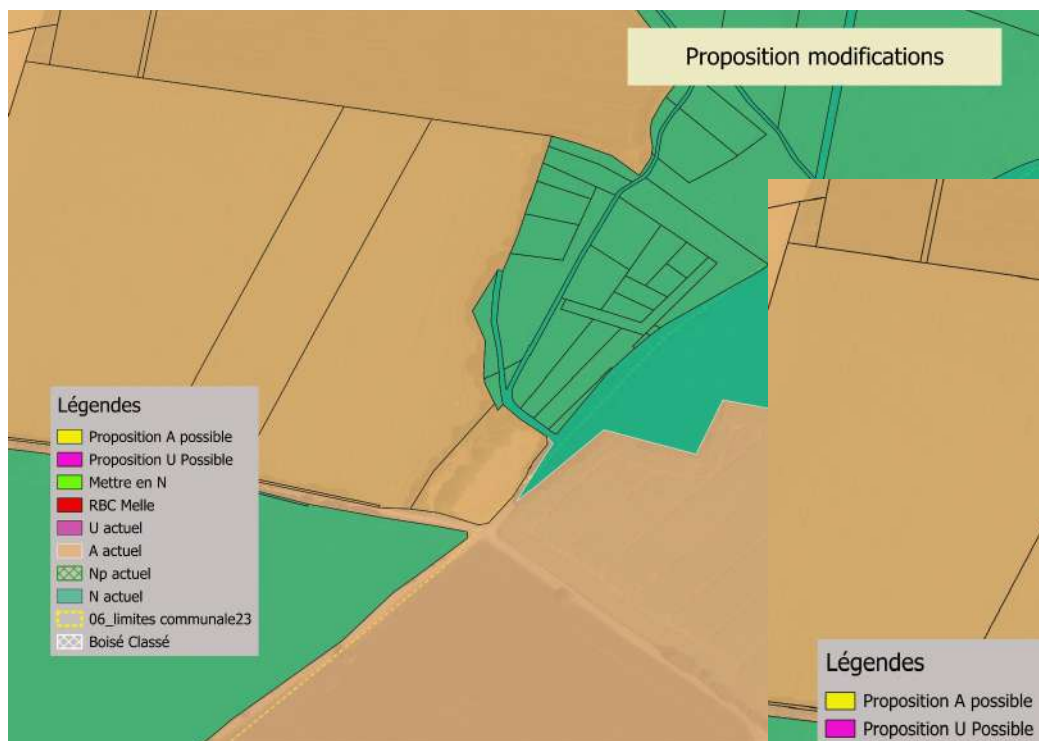 Proposition modifications
Légendes
Proposition A possible
Proposition U Possible
Mettre en N
RBC Melle
U actuel
A actuel
Np actuel
N actuel
06_limites communale23
Boisé Classé
Légendes
Proposition A possible
Proposition U Possible